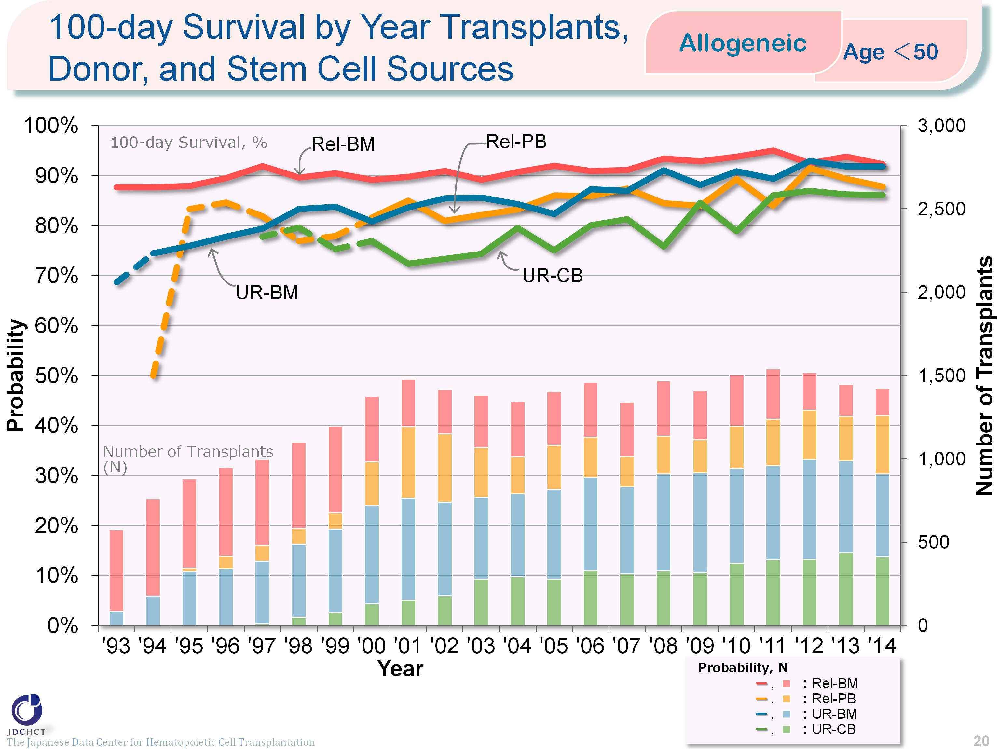 100-day Survival by Year Transplants,
Donor, and Stem Cell Sources
Allogeneic
Age ＜50
100%
90%
80%
70%
60%
50%
40%
30%
20%
10%
0%
Probability
100-day Survival, %
Rel-BM
Rel-PB
UR-BM
UR-CB
Number of Transplants
(N)
3,000
2,500
2,000
1,500
1,000
500
0
Number of Transplants
'93 '94 '95 '96 '97 '98 '99 '00 '01 '02 '03 '04 '05 '06 '07 '08 '09 '10 '11 '12 '13 '14
Year
Probability, N
, : Rel-BM
, : Rel-PB
, : UR-BM
, : UR-CB
JDCHCT
The Japanese Data Center for Hematopoietic Cell Transplantation
20